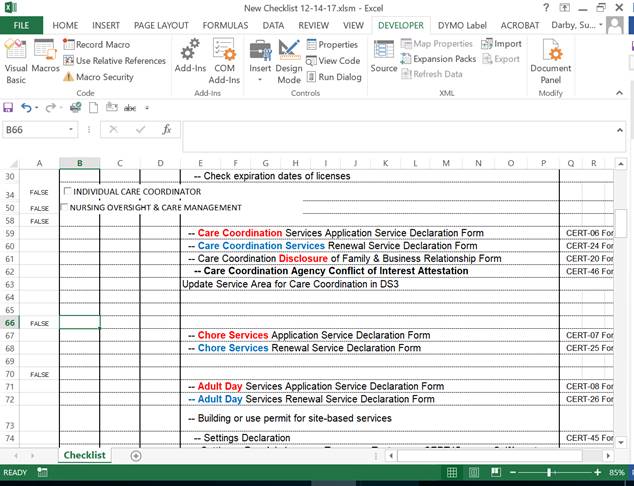 New Checklist 12-14-17.xlsm - Excel
FILE HOME INSERT PAGE LAYOUT FORMULAS DATA REVIEW VIEW DEVELOPER DYMO Label ACROBAT Darby, Su...
Visual Basic
Macros
Record Macro
Use Relative References
Macro Security
Code
Add-Ins
COM Add-Ins
Add-Ins
Insert
Design Mode
Properties
View Code
Run Dialog
Controls
Source
Map Properties
Expansion Packs
Refresh Data
Import
Export
XML
Document Panel
Modify
abc
B66 fx
A B C D E F G H I J K L M N O P Q R
30 -- Check expiration dates of licenses
34 FALSE INDIVIDUAL CARE COORDINATOR
50 FALSE NURSING OVERSIGHT & CARE MANAGEMENT
58 FALSE
59 -- Care Coordination Services Application Service Declaration Form CERT-06 For
60 -- Care Coordination Services Renewal Service Declaration Form CERT-24 For
61 -- Care Coordination Disclosure of Family & Business Relationship Form CERT-20 For
62 -- Care Coordination Agency Conflict of Interest Attestation CERT-46 For
63 Update Service Area for Care Coordination in DS3
64
65
66 FALSE
67 -- Chore Services Application Service Declaration Form CERT-07 For
68 -- Chore Services Renewal Service Declaration Form CERT-25 For
69
70 FALSE
71 -- Adult Day Services Application Service Declaration Form CERT-08 For
72 -- Adult Day Services Renewal Service Declaration Form CERT-26 For
73 -- Building or use permit for site-based services
74 -- Settings Declaration CERT-45 For
Checklist
READY 85%